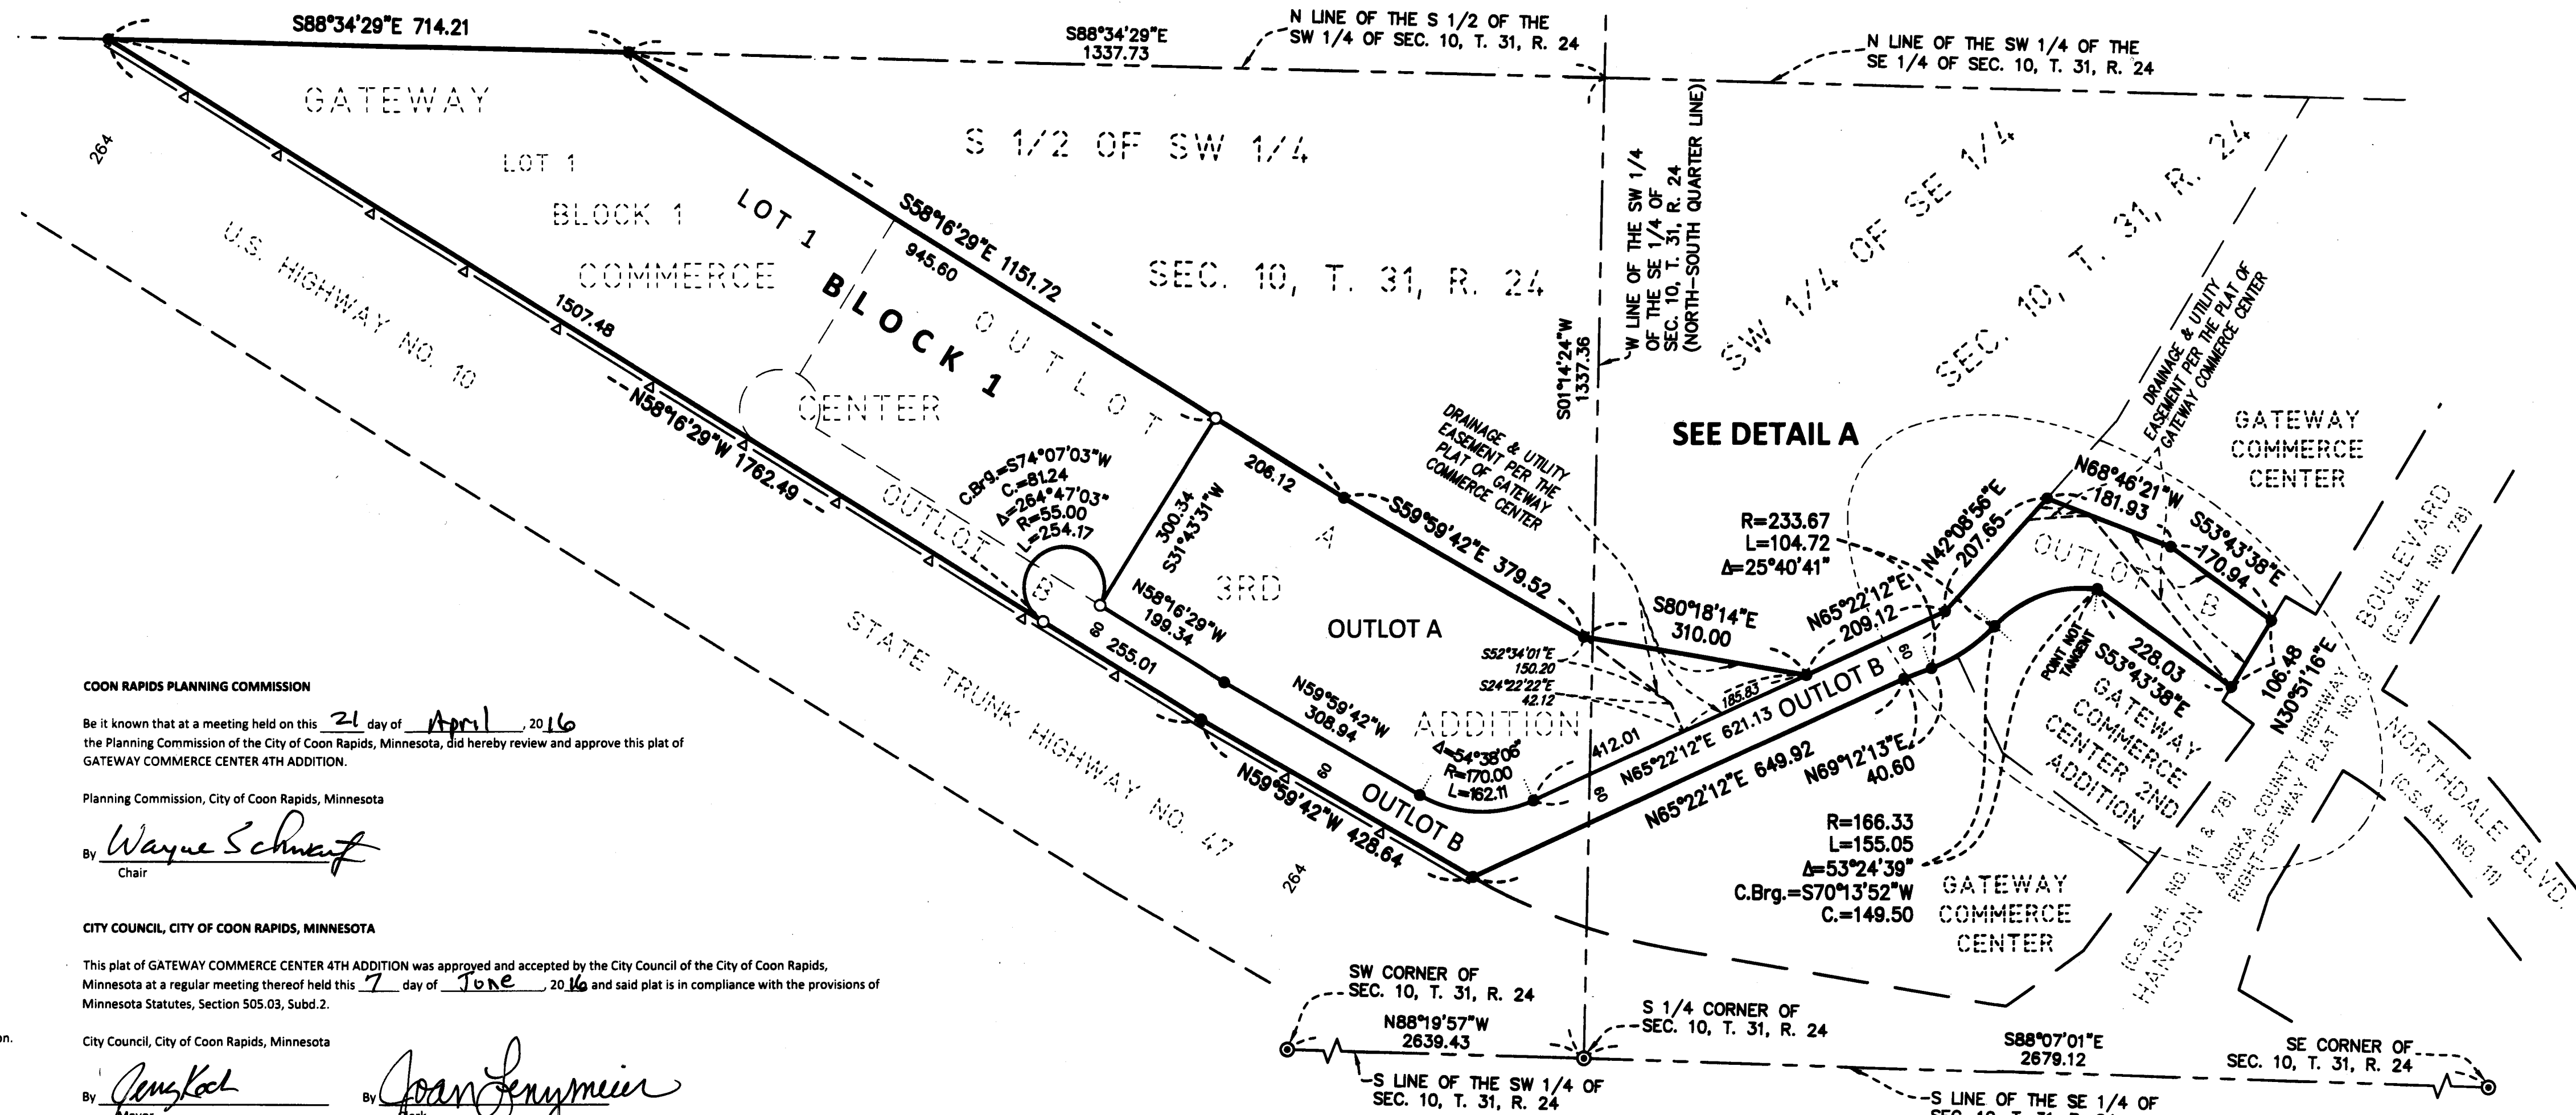 S88°34'29"E 714.21
S88°34'29"E
1337.73
N LINE OF THE S 1/2 OF THE
SW 1/4 OF SEC. 10, T. 31, R. 24
N LINE OF THE SW 1/4 OF THE
SE 1/4 OF SEC. 10, T. 31, R. 24
GATEWAY
LOT 1
BLOCK 1
COMMERCE
CENTER
264
U.S. HIGHWAY NO. 10
S 1/2 OF SW 1/4
SEC. 10, T. 31, R. 24
LOT 1
BLOCK 1
OUTLOT
A
S58°16'29"E 1151.72
945.60
1507.48
N58°16'29"W 1762.49
OUTLOT
B
C.Brg.=S74°07'03"W
C.=81.24
Δ=264°47'03"
R=55.00
L=254.17
300.34
S31°43'31"W
206.12
N58°16'29"W
199.34
60
255.01
3RD
ADDITION
OUTLOT A
S59°59'42"E 379.52
DRAINAGE & UTILITY
EASEMENT PER THE
PLAT OF GATEWAY
COMMERCE CENTER
S01°14'24"W
1337.36
W LINE OF THE SW 1/4
OF THE SE 1/4 OF
SEC. 10, T. 31, R. 24
(NORTH-SOUTH QUARTER LINE)
SW 1/4 OF SE 1/4
SEC. 10, T. 31, R. 24
SEE DETAIL A
DRAINAGE & UTILITY
EASEMENT PER THE PLAT OF
GATEWAY COMMERCE CENTER
GATEWAY
COMMERCE
CENTER
R=233.67
L=104.72
Δ=25°40'41"
N42°08'56"E
207.65
N68°46'21"W
181.93
S53°43'38"E
170.94
OUTLOT
B
BOULEVARD
(C.S.A.H. NO. 78)
S80°18'14"E
310.00
N65°22'12"E
209.12
S52°34'01"E
150.20
S24°22'22"E
42.12
185.83
OUTLOT B
60
412.01
N65°22'12"E 621.13
N65°22'12"E 649.92
60
N69°12'13"E
40.60
POINT NOT
TANGENT
228.03
S53°43'38"E
106.48
N30°51'16"E
GATEWAY
COMMERCE
CENTER 2ND
ADDITION
N59°59'42"W
308.94
Δ=54°38'06"
R=170.00
L=162.11
60
OUTLOT B
N59°59'42"W 428.64
STATE TRUNK HIGHWAY NO. 47
264
R=166.33
L=155.05
Δ=53°24'39"
C.Brg.=S70°13'52"W
C.=149.50
GATEWAY
COMMERCE
CENTER
(C.S.A.H. NO. 11 & 78)
HANSON
ANOKA COUNTY HIGHWAY
RIGHT-OF-WAY PLAT NO. 9
NORTHDALE BLVD.
(C.S.A.H. NO. 11)
COON RAPIDS PLANNING COMMISSION
Be it known that at a meeting held on this 21 day of April, 2016
the Planning Commission of the City of Coon Rapids, Minnesota, did hereby review and approve this plat of
GATEWAY COMMERCE CENTER 4TH ADDITION.
Planning Commission, City of Coon Rapids, Minnesota
By Wayne Schwartz
Chair
CITY COUNCIL, CITY OF COON RAPIDS, MINNESOTA
This plat of GATEWAY COMMERCE CENTER 4TH ADDITION was approved and accepted by the City Council of the City of Coon Rapids,
Minnesota at a regular meeting thereof held this 7 day of June, 2016 and said plat is in compliance with the provisions of
Minnesota Statutes, Section 505.03, Subd.2.
City Council, City of Coon Rapids, Minnesota
By Jerry Koch
By Joan
SW CORNER OF
SEC. 10, T. 31, R. 24
N88°19'57"W
2639.43
S LINE OF THE SW 1/4 OF
SEC. 10, T. 31, R. 24
S 1/4 CORNER OF
SEC. 10, T. 31, R. 24
S88°07'01"E
2679.12
S LINE OF THE SE 1/4 OF
SE CORNER OF
SEC. 10, T. 31, R. 24